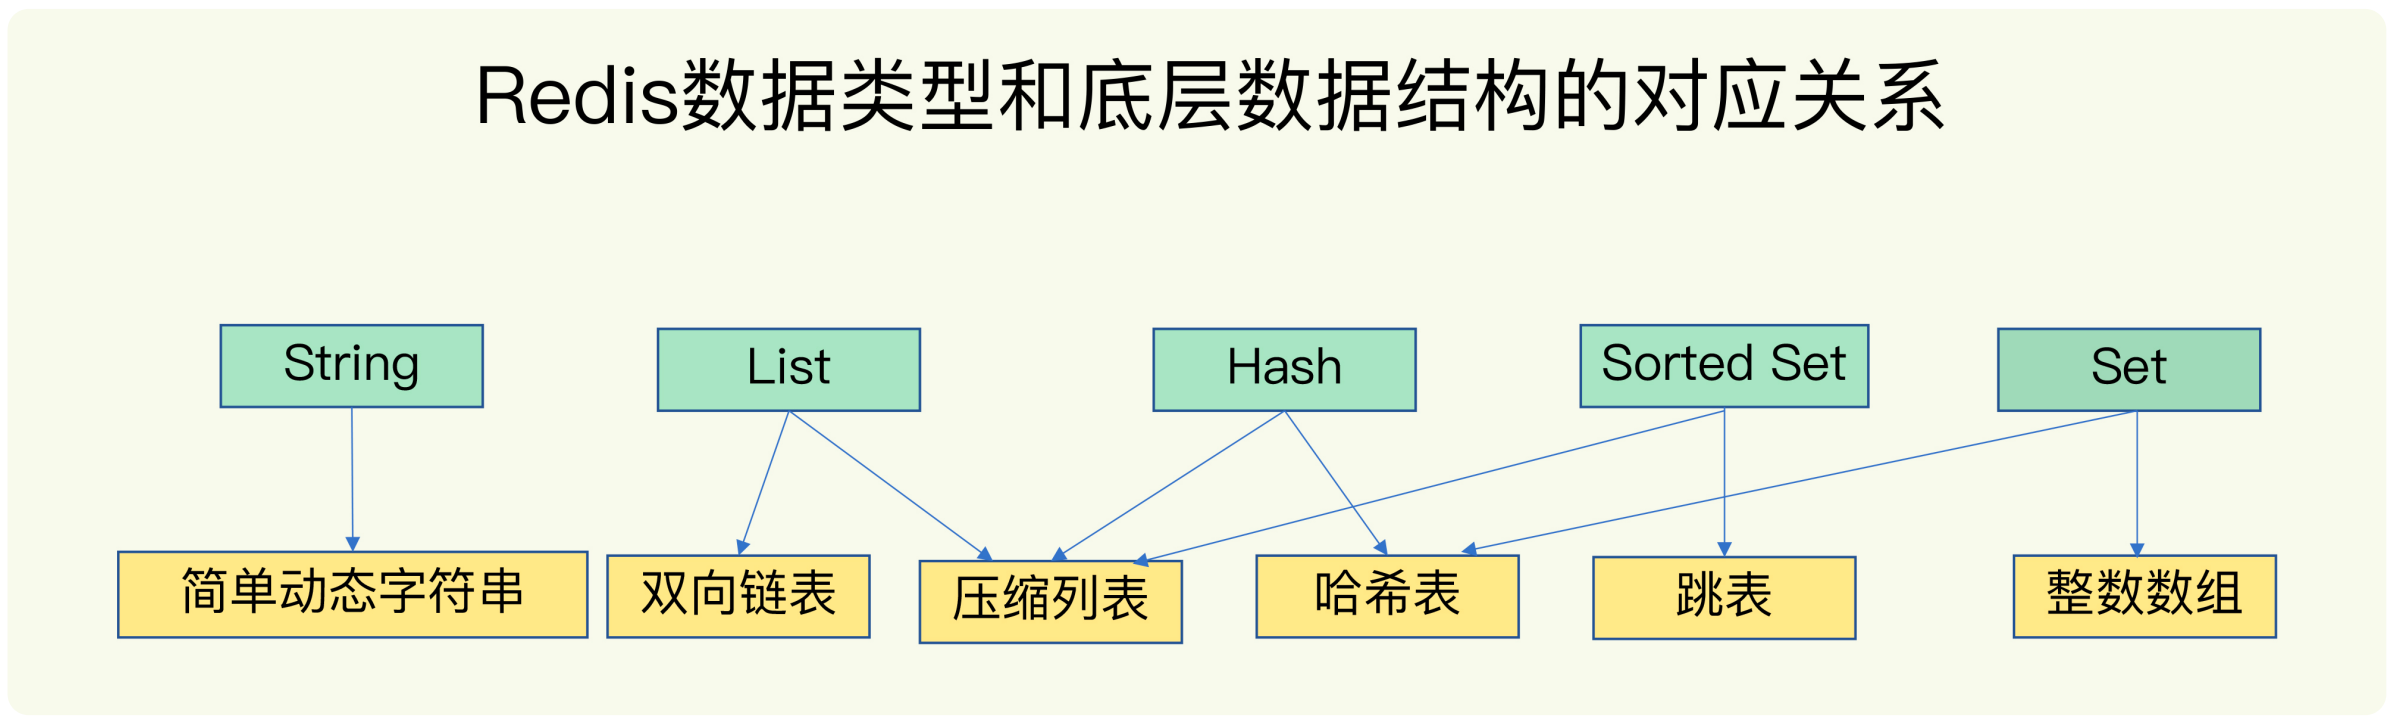 Redis数据类型和底层数据结构的对应关系
String
List
Hash
Sorted Set
Set
简单动态字符串
双向链表
压缩列表
哈希表
跳表
整数数组